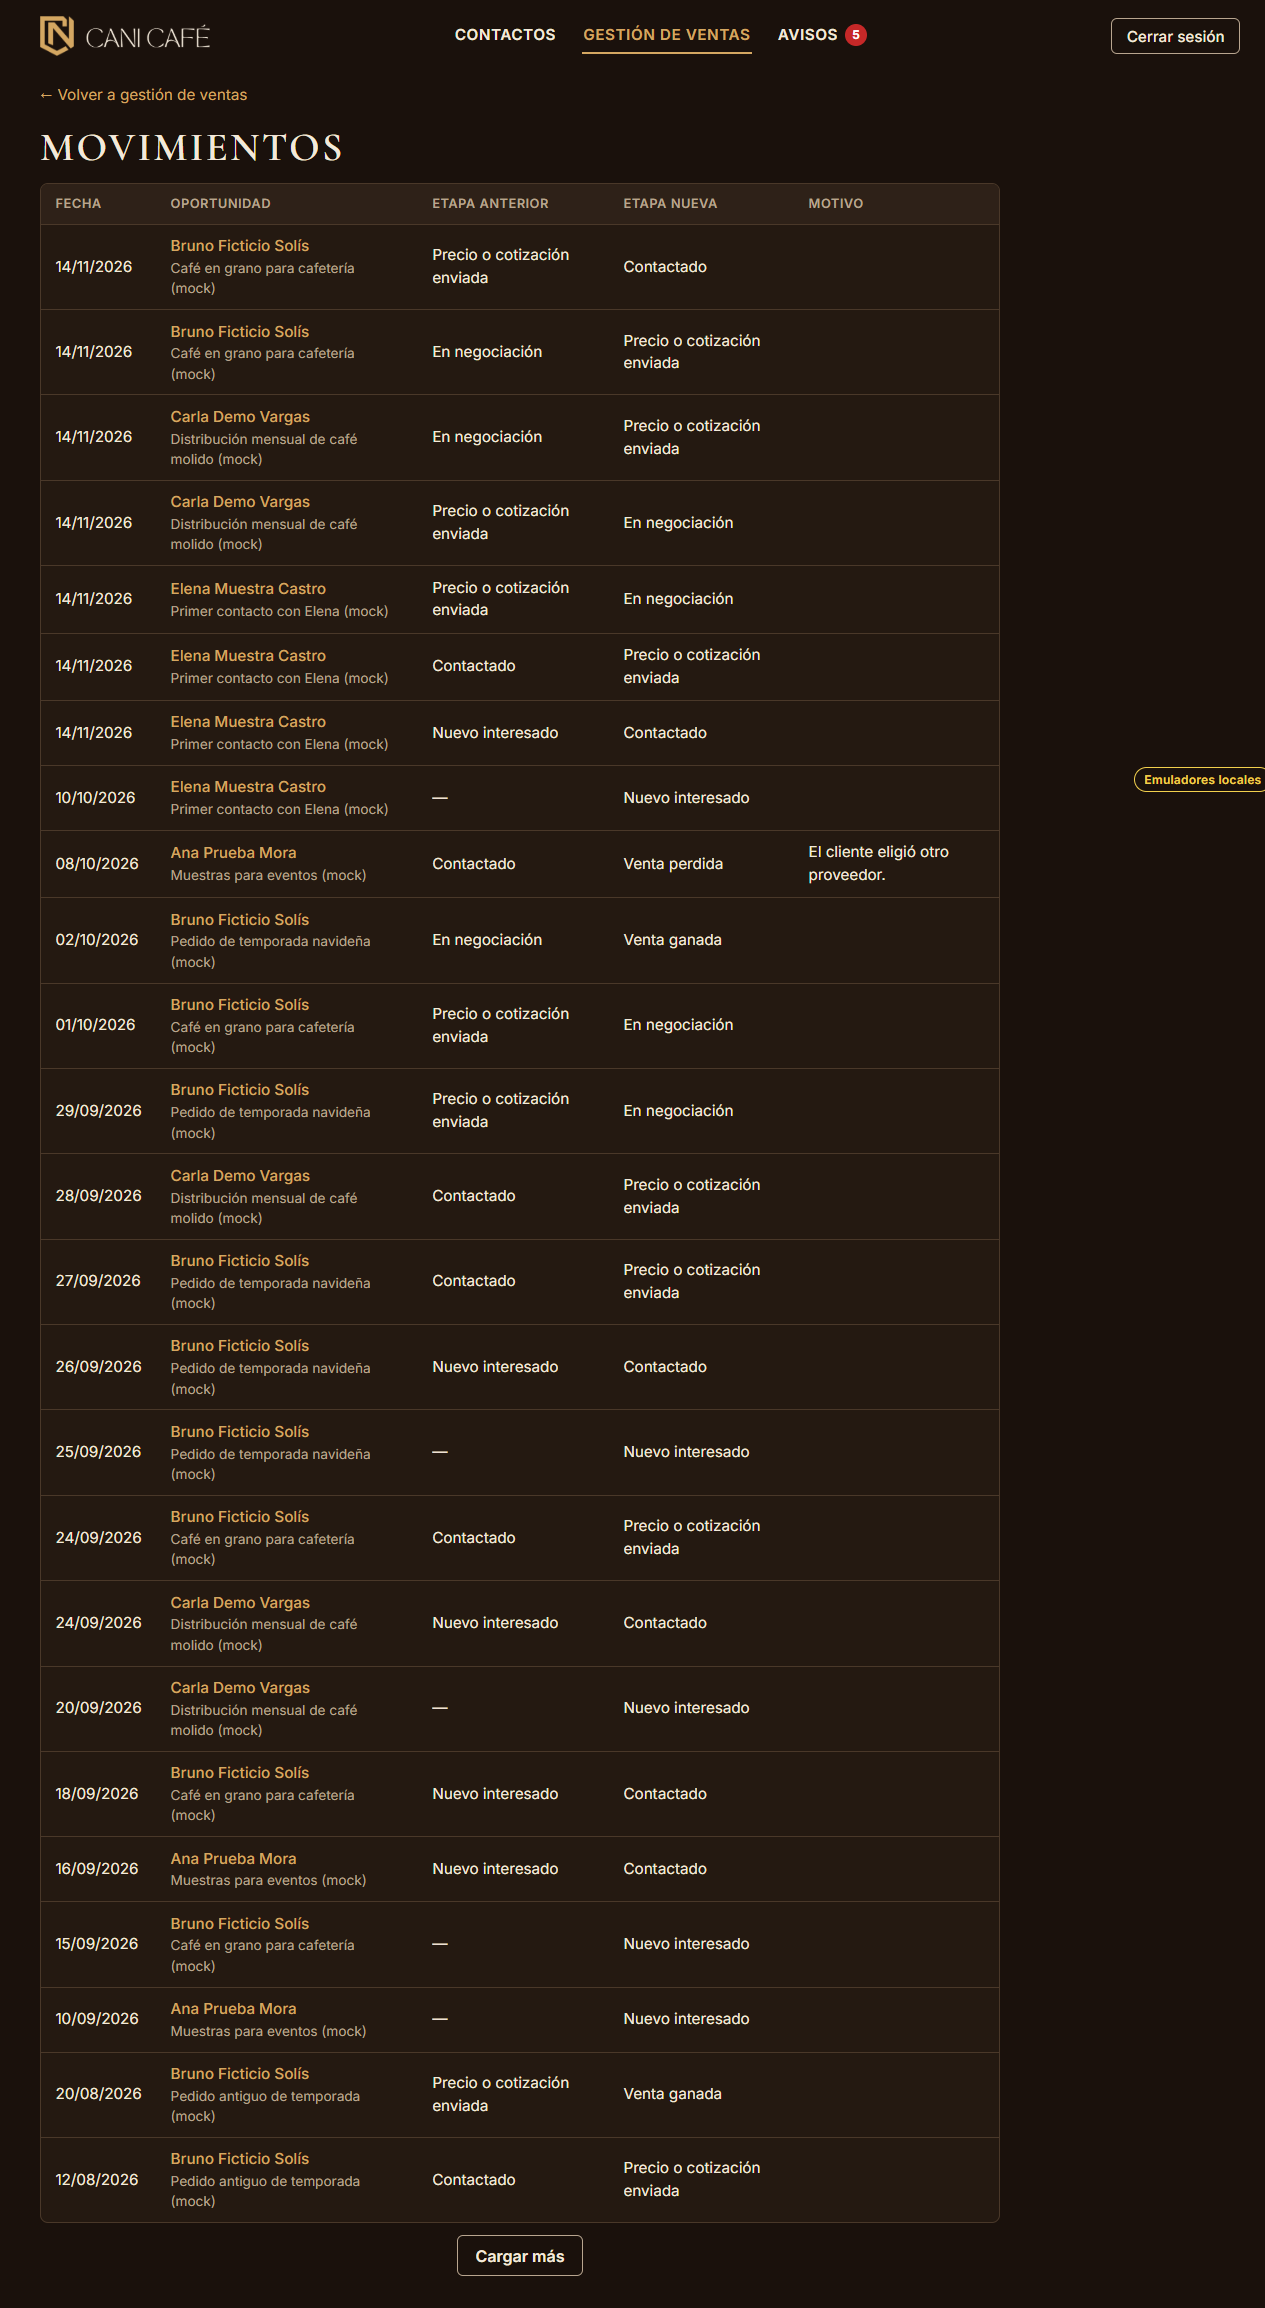 CANI CAFÉ
CONTACTOS
GESTIÓN DE VENTAS
AVISOS 5
Cerrar sesión
← Volver a gestión de ventas
MOVIMIENTOS
FECHA OPORTUNIDAD ETAPA ANTERIOR ETAPA NUEVA MOTIVO
14/11/2026
Bruno Ficticio Solís
Café en grano para cafetería
(mock)
Precio o cotización
enviada
Contactado
14/11/2026
Bruno Ficticio Solís
Café en grano para cafetería
(mock)
En negociación
Precio o cotización
enviada
14/11/2026
Carla Demo Vargas
Distribución mensual de café
molido (mock)
En negociación
Precio o cotización
enviada
14/11/2026
Carla Demo Vargas
Distribución mensual de café
molido (mock)
Precio o cotización
enviada
En negociación
14/11/2026
Elena Muestra Castro
Primer contacto con Elena (mock)
Precio o cotización
enviada
En negociación
14/11/2026
Elena Muestra Castro
Primer contacto con Elena (mock)
Contactado
Precio o cotización
enviada
14/11/2026
Elena Muestra Castro
Primer contacto con Elena (mock)
Nuevo interesado
Contactado
Emuladores locales
10/10/2026
Elena Muestra Castro
Primer contacto con Elena (mock)
—
Nuevo interesado
08/10/2026
Ana Prueba Mora
Muestras para eventos (mock)
Contactado
Venta perdida
El cliente eligió otro
proveedor.
02/10/2026
Bruno Ficticio Solís
Pedido de temporada navideña
(mock)
En negociación
Venta ganada
01/10/2026
Bruno Ficticio Solís
Café en grano para cafetería
(mock)
Precio o cotización
enviada
En negociación
29/09/2026
Bruno Ficticio Solís
Pedido de temporada navideña
(mock)
Precio o cotización
enviada
En negociación
28/09/2026
Carla Demo Vargas
Distribución mensual de café
molido (mock)
Contactado
Precio o cotización
enviada
27/09/2026
Bruno Ficticio Solís
Pedido de temporada navideña
(mock)
Contactado
Precio o cotización
enviada
26/09/2026
Bruno Ficticio Solís
Pedido de temporada navideña
(mock)
Nuevo interesado
Contactado
25/09/2026
Bruno Ficticio Solís
Pedido de temporada navideña
(mock)
—
Nuevo interesado
24/09/2026
Bruno Ficticio Solís
Café en grano para cafetería
(mock)
Contactado
Precio o cotización
enviada
24/09/2026
Carla Demo Vargas
Distribución mensual de café
molido (mock)
Nuevo interesado
Contactado
20/09/2026
Carla Demo Vargas
Distribución mensual de café
molido (mock)
—
Nuevo interesado
18/09/2026
Bruno Ficticio Solís
Café en grano para cafetería
(mock)
Nuevo interesado
Contactado
16/09/2026
Ana Prueba Mora
Muestras para eventos (mock)
Nuevo interesado
Contactado
15/09/2026
Bruno Ficticio Solís
Café en grano para cafetería
(mock)
—
Nuevo interesado
10/09/2026
Ana Prueba Mora
Muestras para eventos (mock)
—
Nuevo interesado
20/08/2026
Bruno Ficticio Solís
Pedido antiguo de temporada
(mock)
Precio o cotización
enviada
Venta ganada
12/08/2026
Bruno Ficticio Solís
Pedido antiguo de temporada
(mock)
Contactado
Precio o cotización
enviada
Cargar más